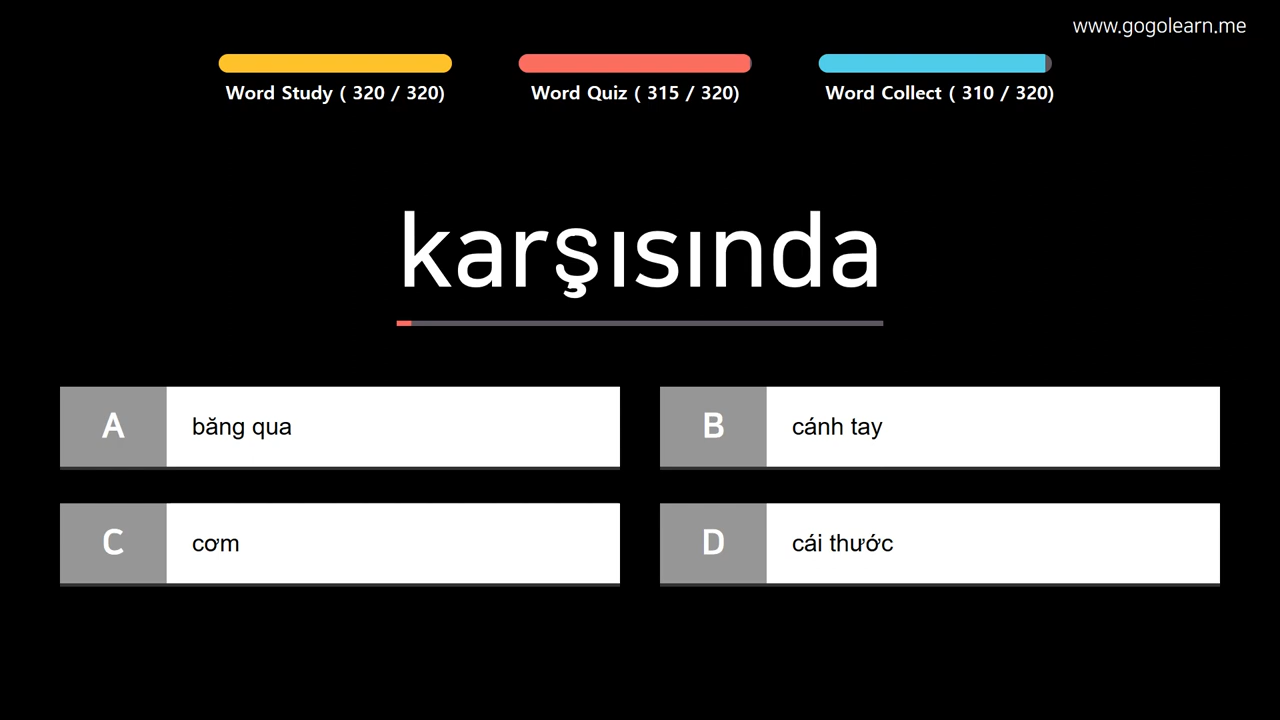 www.gogolearn.me
Word Study ( 320 / 320)
Word Quiz ( 315 / 320)
Word Collect ( 310 / 320)
karşısında
A băng qua
B cánh tay
C cơm
D cái thước